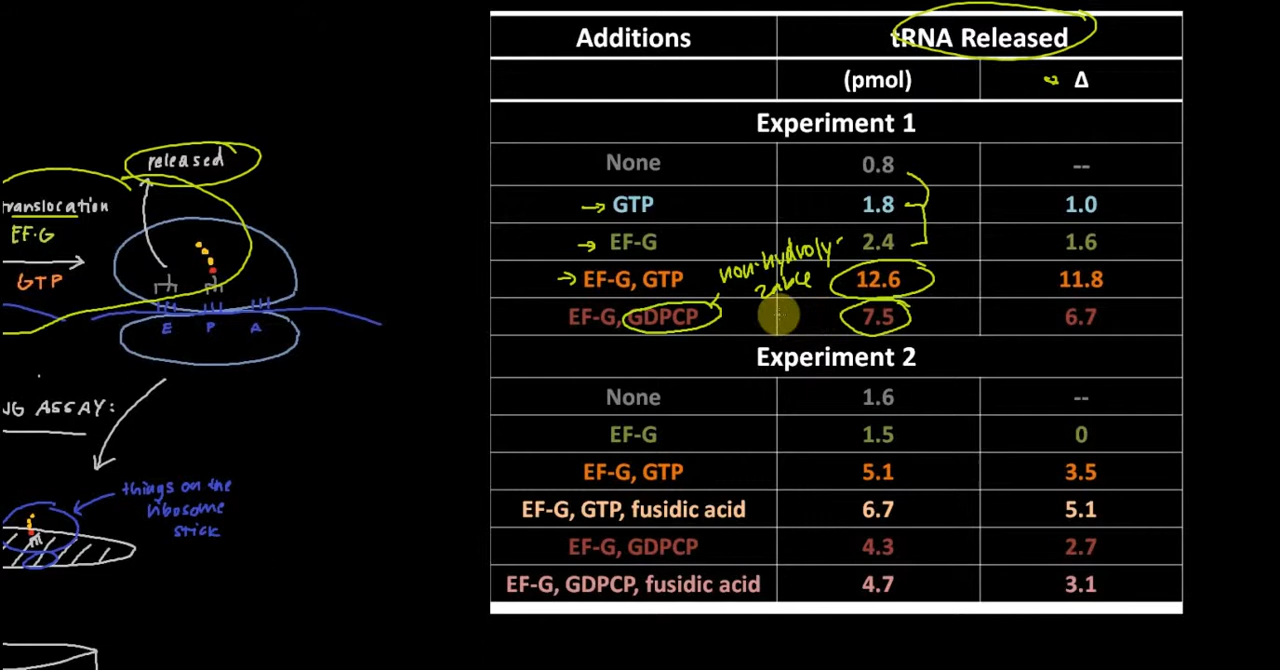 released
ranslocation
EF-G
GTP
E P A
NG ASSAY:
things on the
ribosome
stick
Additions tRNA Released
(pmol) Δ
Experiment 1
None 0.8 --
GTP 1.8 1.0
EF-G 2.4 1.6
non-hydroly-
zable
EF-G, GTP 12.6 11.8
EF-G, GDPCP 7.5 6.7
Experiment 2
None 1.6 --
EF-G 1.5 0
EF-G, GTP 5.1 3.5
EF-G, GTP, fusidic acid 6.7 5.1
EF-G, GDPCP 4.3 2.7
EF-G, GDPCP, fusidic acid 4.7 3.1